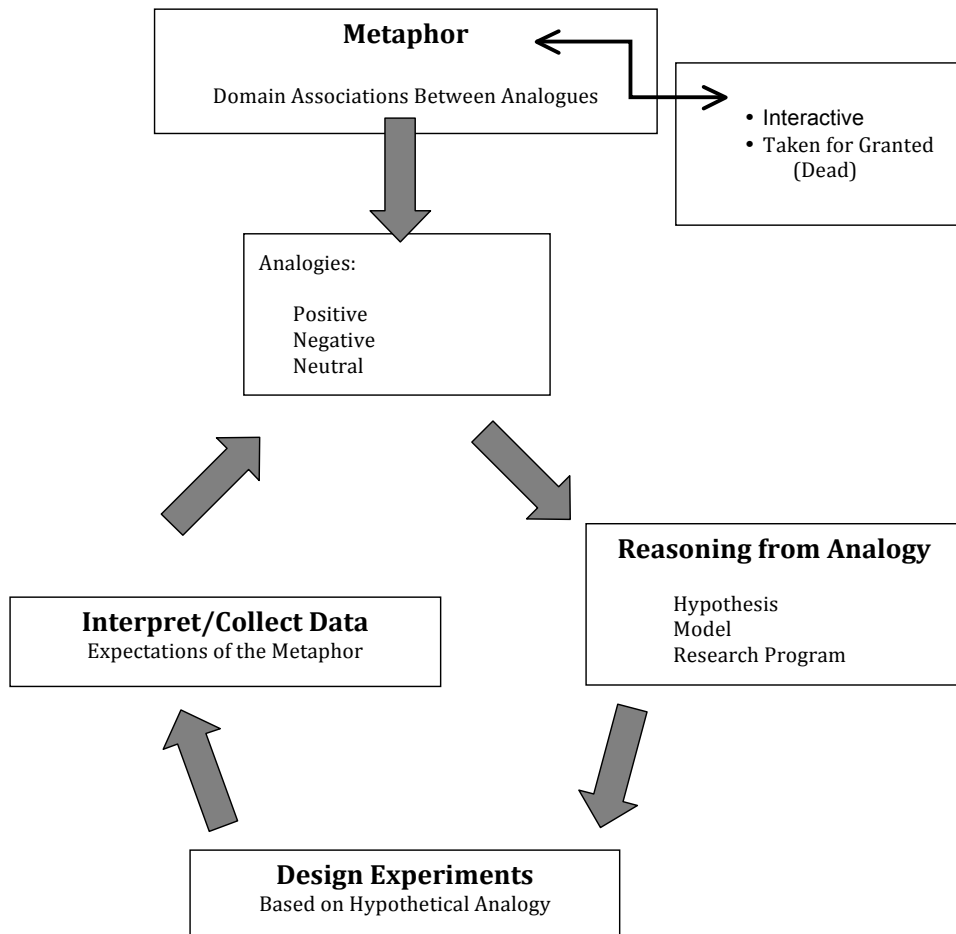 Metaphor
Domain Associations Between Analogues
• Interactive
• Taken for Granted
(Dead)
Analogies:
Positive
Negative
Neutral
Reasoning from Analogy
Hypothesis
Model
Research Program
Interpret/Collect Data
Expectations of the Metaphor
Design Experiments
Based on Hypothetical Analogy